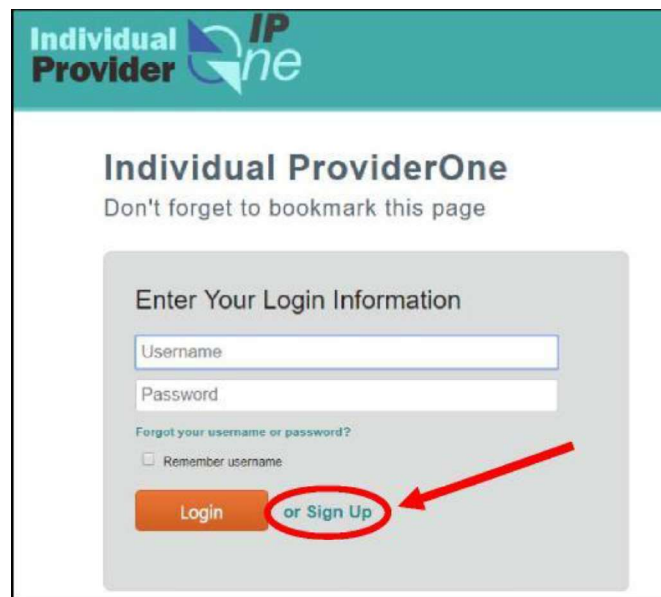 Individual IP
Provider One
Individual ProviderOne
Don't forget to bookmark this page
Enter Your Login Information
Username
Password
Forgot your username or password?
Remember username
Login or Sign Up